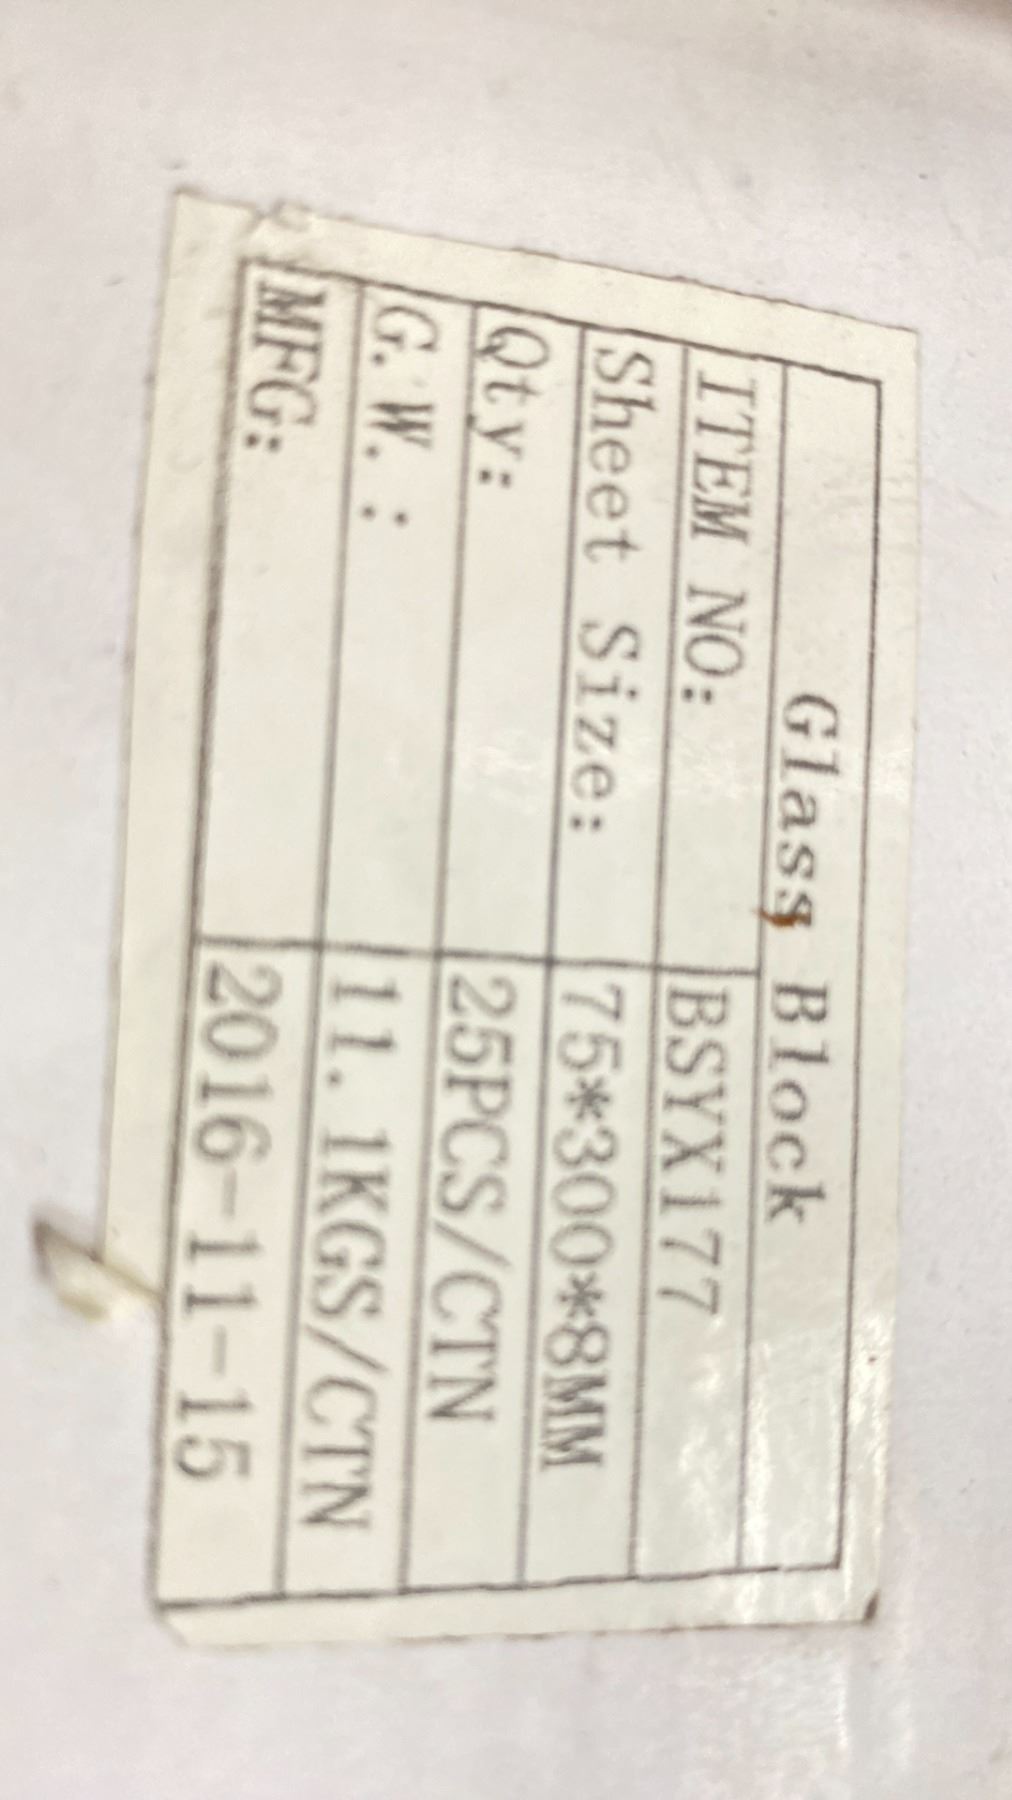 Glass Block
ITEM NO: BSYX177
Sheet Size: 75*300*8MM
Qty: 25PCS/CTN
G.W.: 11.1KGS/CTN
MFG: 2016-11-15